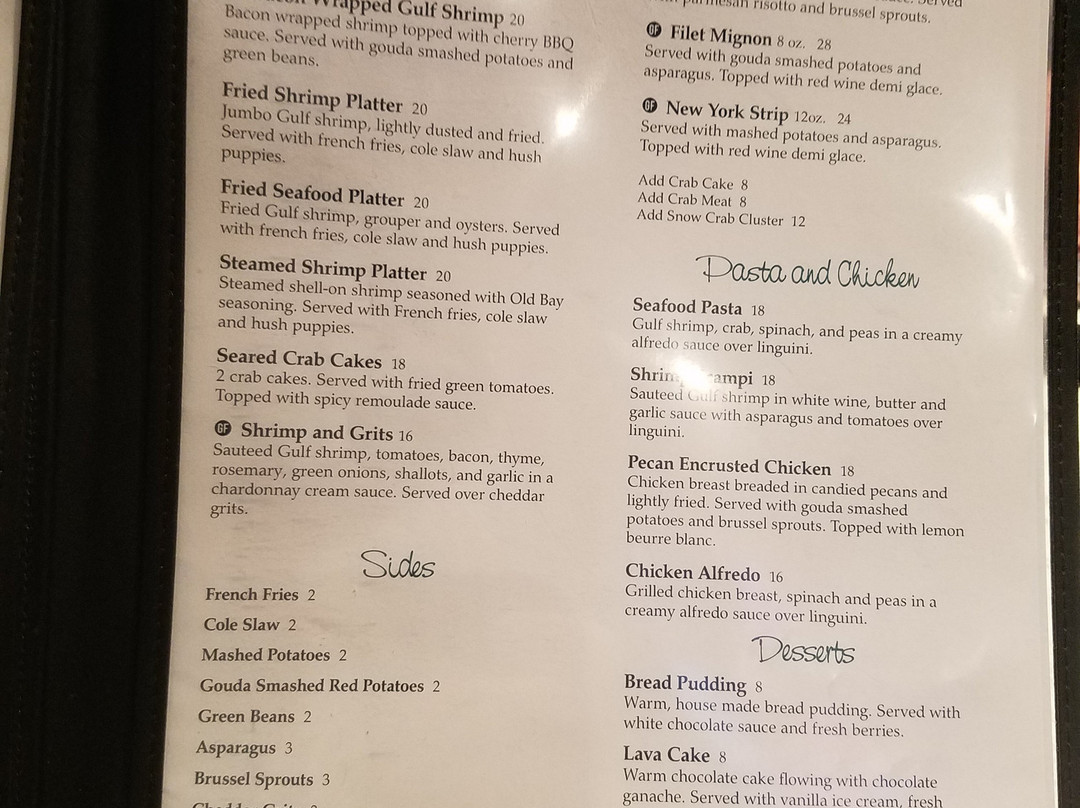 Wrapped Gulf Shrimp 20
Bacon wrapped shrimp topped with cherry BBQ
sauce. Served with gouda smashed potatoes and
green beans.
Fried Shrimp Platter 20
Jumbo Gulf shrimp, lightly dusted and fried.
Served with french fries, cole slaw and hush
puppies.
Fried Seafood Platter 20
Fried Gulf shrimp, grouper and oysters. Served
with french fries, cole slaw and hush puppies.
Steamed Shrimp Platter 20
Steamed shell-on shrimp seasoned with Old Bay
seasoning. Served with French fries, cole slaw
and hush puppies.
Seared Crab Cakes 18
2 crab cakes. Served with fried green tomatoes.
Topped with spicy remoulade sauce.
GF Shrimp and Grits 16
Sauteed Gulf shrimp, tomatoes, bacon, thyme,
rosemary, green onions, shallots, and garlic in a
chardonnay cream sauce. Served over cheddar
grits.
Sides
French Fries 2
Cole Slaw 2
Mashed Potatoes 2
Gouda Smashed Red Potatoes 2
Green Beans 2
Asparagus 3
Brussel Sprouts 3
parmesan risotto and brussel sprouts.
GF Filet Mignon 8 oz. 28
Served with gouda smashed potatoes and
asparagus. Topped with red wine demi glace.
GF New York Strip 12oz. 24
Served with mashed potatoes and asparagus.
Topped with red wine demi glace.
Add Crab Cake 8
Add Crab Meat 8
Add Snow Crab Cluster 12
Pasta and Chicken
Seafood Pasta 18
Gulf shrimp, crab, spinach, and peas in a creamy
alfredo sauce over linguini.
18
Sauteed Gulf shrimp in white wine, butter and
garlic sauce with asparagus and tomatoes over
linguini.
Pecan Encrusted Chicken 18
Chicken breast breaded in candied pecans and
lightly fried. Served with gouda smashed
potatoes and brussel sprouts. Topped with lemon
beurre blanc.
Chicken Alfredo 16
Grilled chicken breast, spinach and peas in a
creamy alfredo sauce over linguini.
Desserts
Bread Pudding 8
Warm, house made bread pudding. Served with
white chocolate sauce and fresh berries.
Lava Cake 8
Warm chocolate cake flowing with chocolate
ganache. Served with vanilla ice cream, fresh